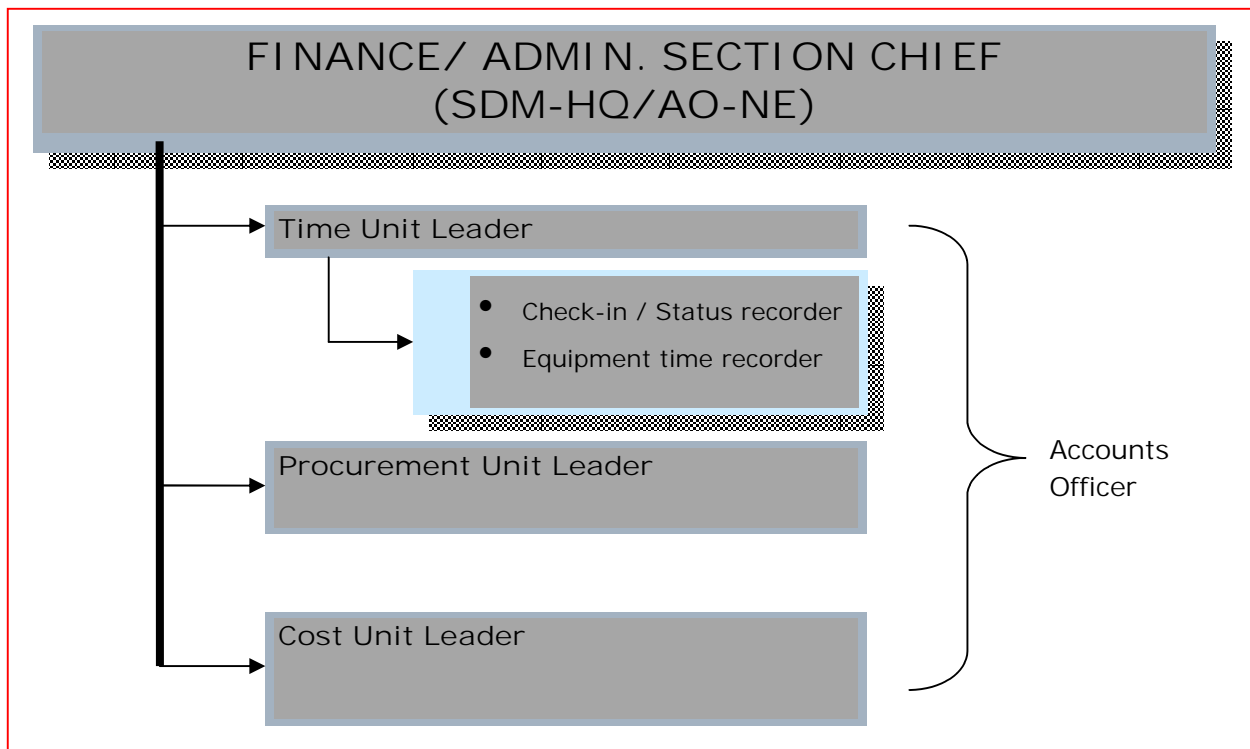 FINANCE/ ADMIN. SECTION CHIEF
(SDM-HQ/AO-NE)
Time Unit Leader
• Check-in / Status recorder
• Equipment time recorder
Procurement Unit Leader
Accounts
Officer
Cost Unit Leader